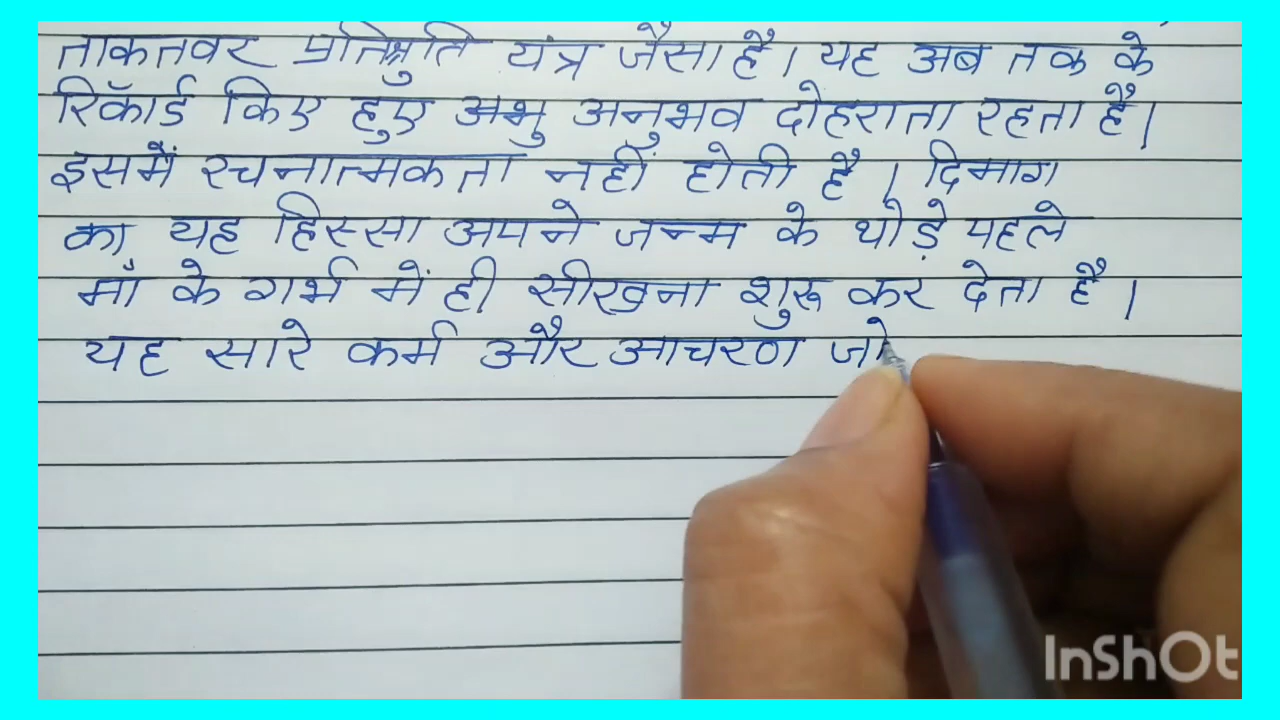 ताकतवर प्रतिश्रुति यंत्र जैसा है। यह अब तक के
रिकॉर्ड किए हुए अभु अनुभव दोहराता रहता है।
इसमें रचनात्मकता नहीं होती है। दिमाग
का यह हिस्सा अपने जन्म के थोड़े पहले
माँ के गर्भ में ही सीखना शुरू कर देता है।
यह सारे कर्म और आचरण जो
InShOt